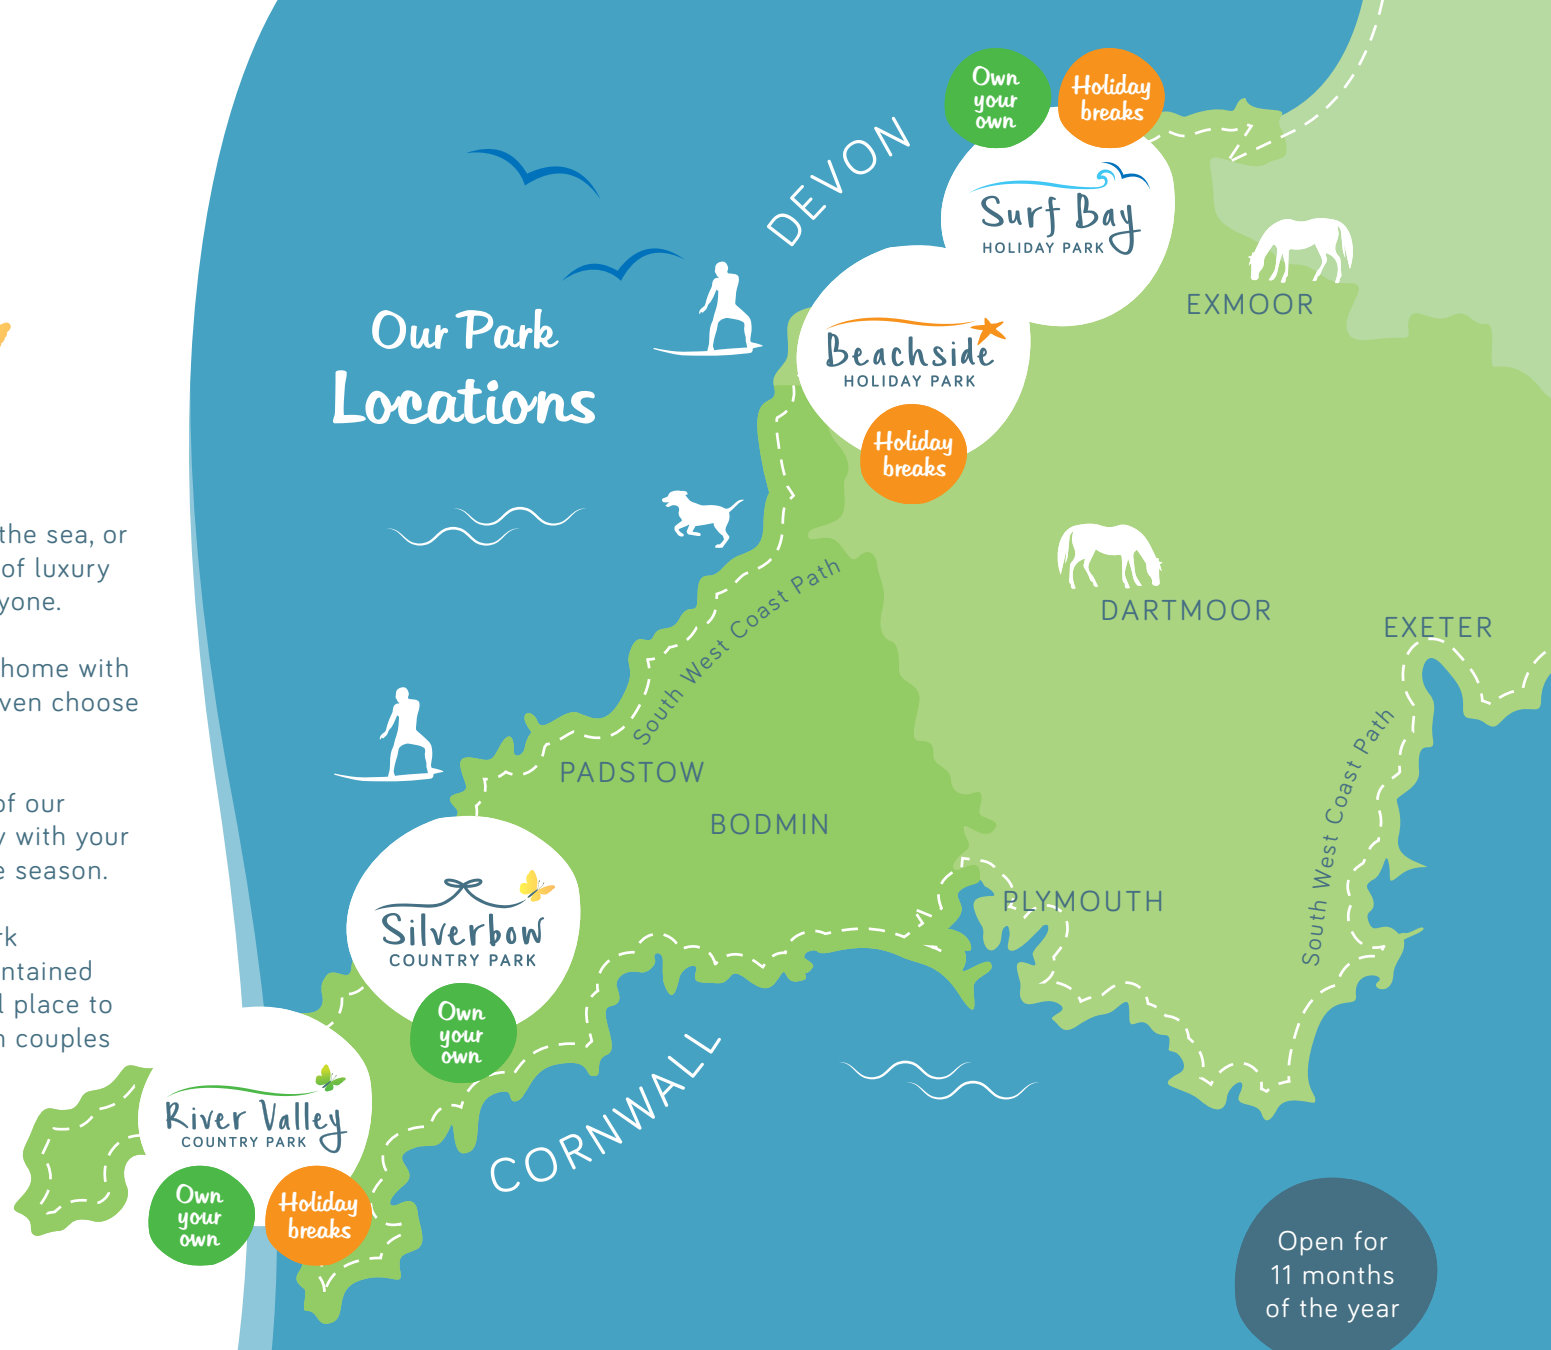 the sea, or
of luxury
yone.
home with
ven choose
of our
y with your
e season.
rk
ntained
l place to
n couples
Our Park
Locations
DEVON
Own
your
own
Holiday
breaks
Surf Bay
HOLIDAY PARK
Beachside
HOLIDAY PARK
Holiday
breaks
EXMOOR
DARTMOOR
EXETER
South West Coast Path
PADSTOW
BODMIN
PLYMOUTH
South West Coast Path
Silverbow
COUNTRY PARK
Own
your
own
River Valley
COUNTRY PARK
Own
your
own
Holiday
breaks
CORNWALL
Open for
11 months
of the year